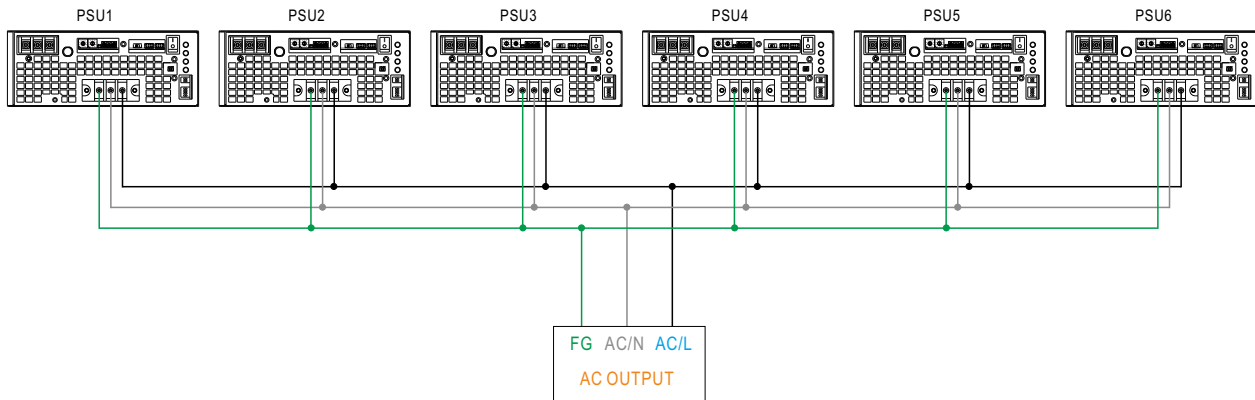 PSU1 PSU2 PSU3 PSU4 PSU5 PSU6
FG AC/N AC/L
AC OUTPUT